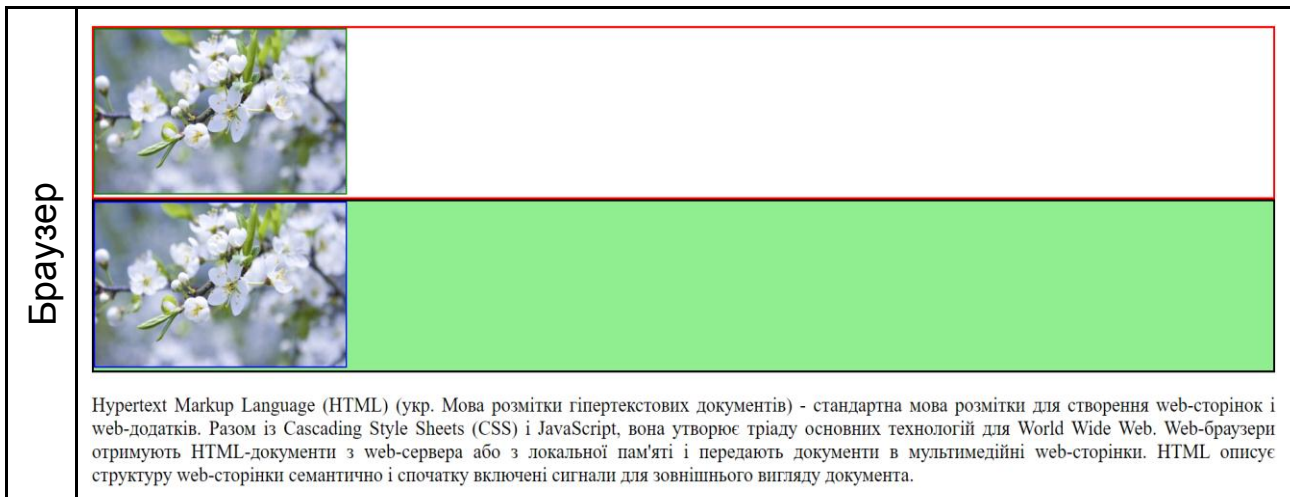 Браузер
Hypertext Markup Language (HTML) (укр. Мова розмітки гіпертекстових документів) - стандартна мова розмітки для створення web-сторінок і
web-додатків. Разом із Cascading Style Sheets (CSS) і JavaScript, вона утворює тріаду основних технологій для World Wide Web. Web-браузери
отримують HTML-документи з web-сервера або з локальної пам'яті і передають документи в мультимедійні web-сторінки. HTML описує
структуру web-сторінки семантично і спочатку включені сигнали для зовнішнього вигляду документа.